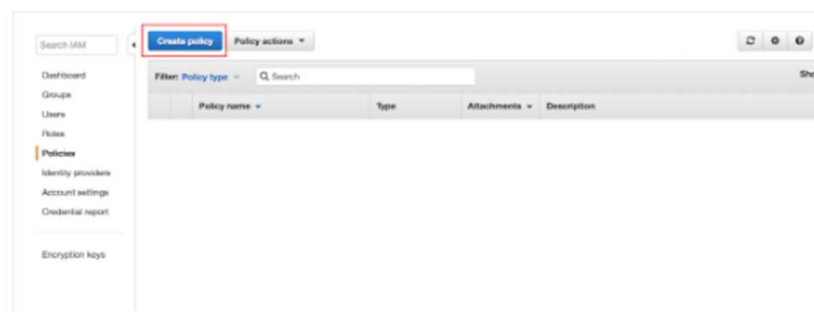 Search IAM
Create policy
Policy actions
Dashboard
Groups
Users
Roles
Policies
Identity providers
Account settings
Credential report
Encryption keys
Filter: Policy type
Search
Sho
Policy name
Type
Attachments
Description